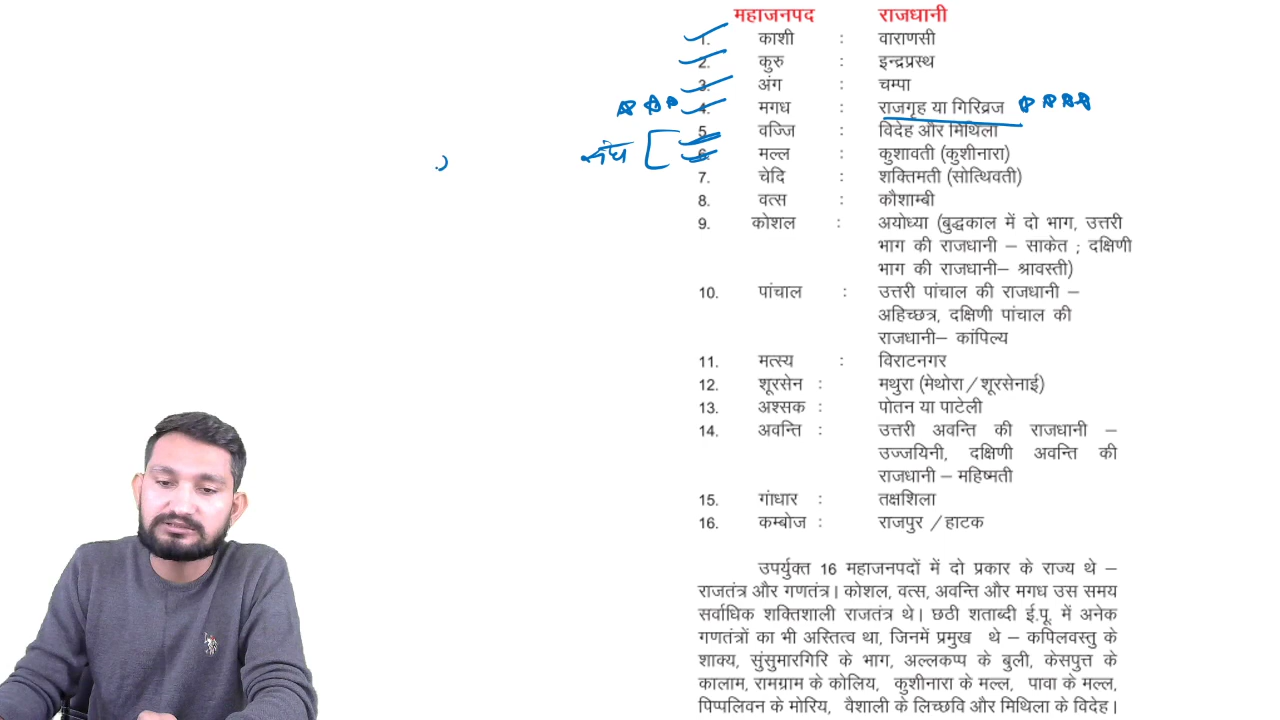 महाजनपद राजधानी
1. काशी : वाराणसी
2. कुरु : इन्द्रप्रस्थ
3. अंग : चम्पा
4. मगध : राजगृह या गिरिव्रज
5. वज्जि : विदेह और मिथिला
संघ
6. मल्ल : कुशावती (कुशीनारा)
7. चेदि : शक्तिमती (सोत्थिवती)
8. वत्स : कौशाम्बी
9. कोशल : अयोध्या (बुद्धकाल में दो भाग, उत्तरी
भाग की राजधानी – साकेत ; दक्षिणी
भाग की राजधानी– श्रावस्ती)
10. पांचाल : उत्तरी पांचाल की राजधानी –
अहिच्छत्र, दक्षिणी पांचाल की
राजधानी– कांपिल्य
11. मत्स्य : विराटनगर
12. शूरसेन : मथुरा (मेथोरा/शूरसेनाई)
13. अश्सक : पोतन या पाटेली
14. अवन्ति : उत्तरी अवन्ति की राजधानी –
उज्जयिनी, दक्षिणी अवन्ति की
राजधानी – महिष्मती
15. गांधार : तक्षशिला
16. कम्बोज : राजपुर /हाटक
उपर्युक्त 16 महाजनपदों में दो प्रकार के राज्य थे –
राजतंत्र और गणतंत्र। कोशल, वत्स, अवन्ति और मगध उस समय
सर्वाधिक शक्तिशाली राजतंत्र थे। छठी शताब्दी ई.पू. में अनेक
गणतंत्रों का भी अस्तित्व था, जिनमें प्रमुख थे – कपिलवस्तु के
शाक्य, सुंसुमारगिरि के भाग, अल्लकप्प के बुली, केसपुत्त के
कालाम, रामग्राम के कोलिय, कुशीनारा के मल्ल, पावा के मल्ल,
पिप्पलिवन के मोरिय, वैशाली के लिच्छवि और मिथिला के विदेह।